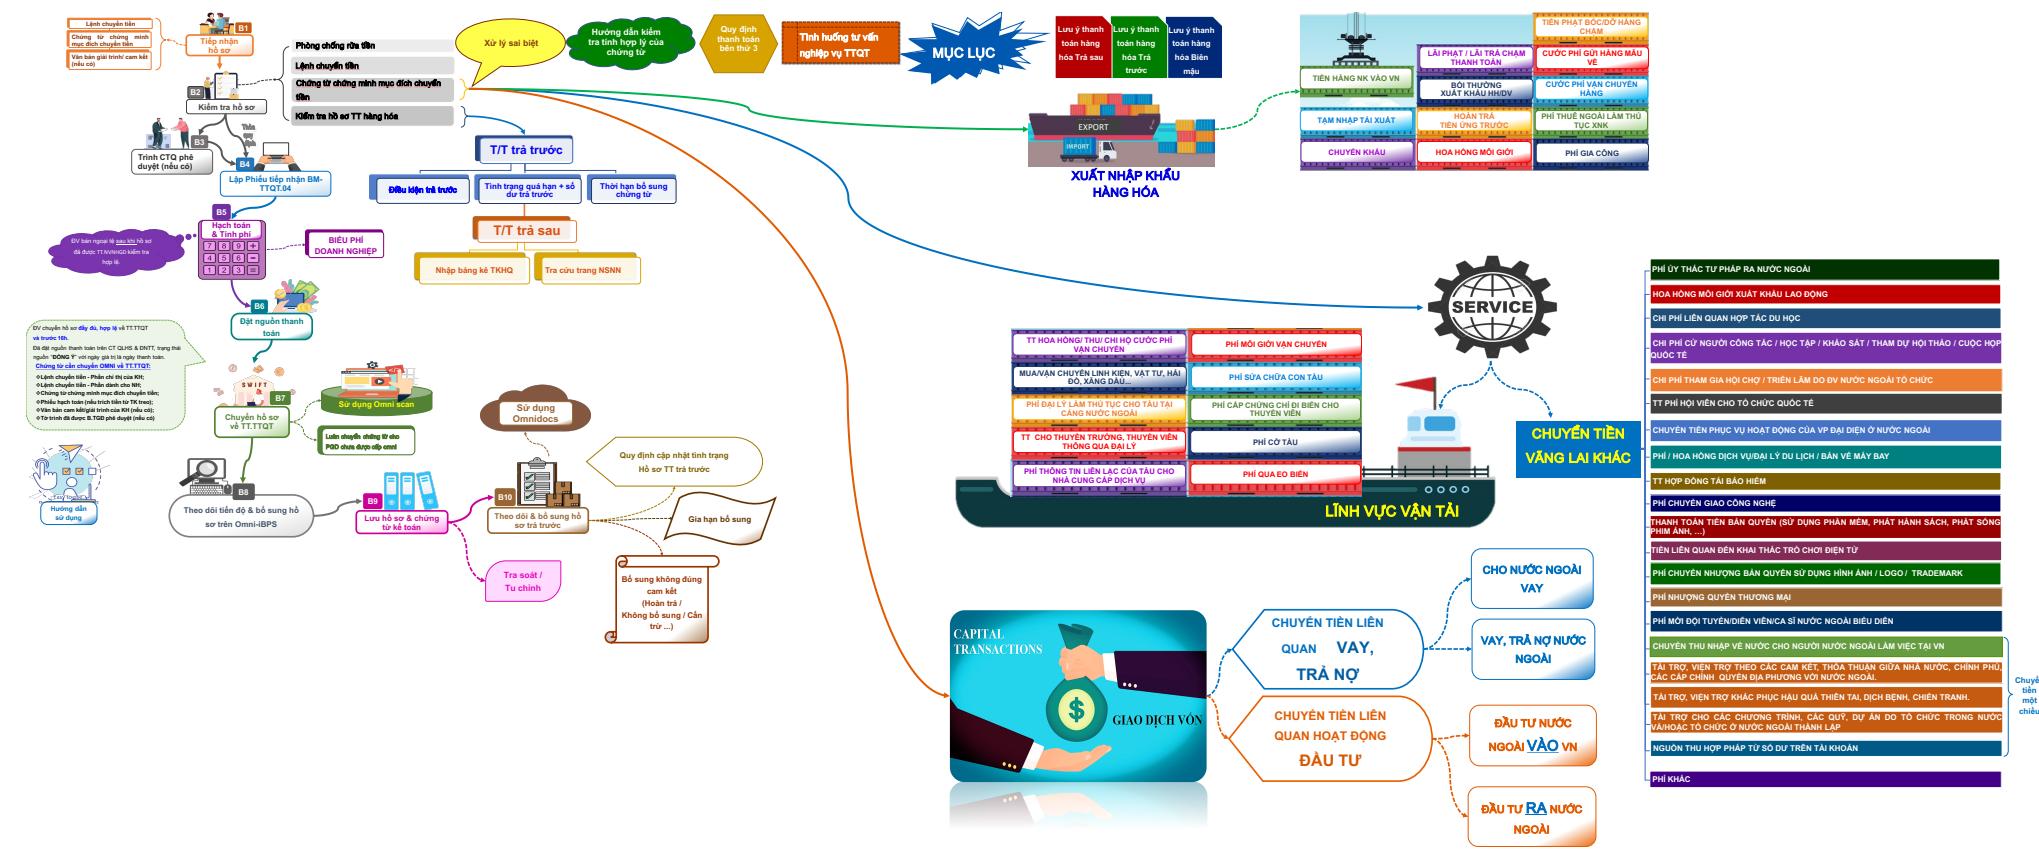 Lệnh chuyển tiền
Chứng từ chứng minh
mục đích chuyển tiền
Văn bản giải trình/ cam kết
(nếu có)
B1
Tiếp nhận
hồ sơ
B2
Kiểm tra hồ sơ
B3
Trình CTQ phê
duyệt (nếu có)
B4
Lập Phiếu tiếp nhận BM-
TTQT.04
Phòng chống rửa tiền
Lệnh chuyển tiền
Chứng từ chứng minh mục đích chuyển
tiền
Kiểm tra hồ sơ TT hàng hóa
Xử lý sai biệt
Hướng dẫn kiểm
tra tính hợp lý của
chứng từ
Quy định
thanh toán
bên thứ 3
Tình huống tư vấn
nghiệp vụ TTQT
MỤC LỤC
Lưu ý thanh
toán hàng
hóa Trả sau
Lưu ý thanh
toán hàng
hóa Trả
trước
Lưu ý thanh
toán hàng
hóa Biên
mậu
T/T trả trước
Điều kiện trả trước
Tình trạng quá hạn + số
dư trả trước
Thời hạn bổ sung
chứng từ
T/T trả sau
Nhập bảng kê TKHQ
Tra cứu trang NSNN
B5
Hạch toán
& Tính phí
7 8 9 +
4 5 6 −
1 2 3 =
ĐV bán ngoại tệ sau khi hồ sơ
đã được TT.NVNHGD kiểm tra
hợp lệ.
BIỂU PHÍ
DOANH NGHIỆP
B6
Đặt nguồn thanh
toán
ĐV chuyển hồ sơ đầy đủ, hợp lệ về TT.TTQT
và trước 16h.
Đã đặt nguồn thanh toán trên CT QLHS & DNTT, trạng thái
nguồn "ĐỒNG Ý" với ngày giá trị là ngày thanh toán.
Chứng từ cần chuyển OMNI về TT.TTQT:
❖Lệnh chuyển tiền - Phần chỉ thị của KH;
❖Lệnh chuyển tiền - Phần dành cho NH;
❖Chứng từ chứng minh mục đích chuyển tiền;
❖Phiếu hạch toán (nếu trích tiền từ TK treo);
❖Văn bản cam kết/giải trình của KH (nếu có);
❖Tờ trình đã được B.TGĐ phê duyệt (nếu có)
SWIFT
B7
Chuyển hồ sơ
về TT.TTQT
Sử dụng Omni scan
Luân chuyển chứng từ cho
PGD chưa được cấp omni
Hướng dẫn
sử dụng
B8
Theo dõi tiến độ & bổ sung hồ
sơ trên Omni-iBPS
B9
Lưu hồ sơ & chứng
từ kế toán
Tra soát /
Tu chỉnh
Sử dụng
Omnidocs
B10
Theo dõi & bổ sung hồ
sơ trả trước
Quy định cập nhật tình trạng
Hồ sơ TT trả trước
Gia hạn bổ sung
Bổ sung không đúng
cam kết
(Hoàn trả /
Không bổ sung / Cấn
trừ ...)
EXPORT
IMPORT
XUẤT NHẬP KHẨU
HÀNG HÓA
TIỀN PHẠT BỐC/DỠ HÀNG
CHẬM
LÃI PHẠT / LÃI TRẢ CHẬM
THANH TOÁN
CƯỚC PHÍ GỬI HÀNG MẪU
VỀ
TIỀN HÀNG NK VÀO VN
BỒI THƯỜNG
XUẤT KHẨU HH/DV
CƯỚC PHÍ VẬN CHUYỂN
HÀNG
TẠM NHẬP TÁI XUẤT
HOÀN TRẢ
TIỀN ỨNG TRƯỚC
PHÍ THUÊ NGOÀI LÀM THỦ
TỤC XNK
CHUYỂN KHẨU
HOA HỒNG MÔI GIỚI
PHÍ GIA CÔNG
SERVICE
TT HOA HỒNG/ THU/ CHI HỘ CƯỚC PHÍ
VẬN CHUYỂN
PHÍ MÔI GIỚI VẬN CHUYỂN
MUA/VẬN CHUYỂN LINH KIỆN, VẬT TƯ, HẢI
ĐỒ, XĂNG DẦU...
PHÍ SỬA CHỮA CON TÀU
PHÍ ĐẠI LÝ LÀM THỦ TỤC CHO TÀU TẠI
CẢNG NƯỚC NGOÀI
PHÍ CẤP CHỨNG CHỈ ĐI BIỂN CHO
THUYỀN VIÊN
TT CHO THUYỀN TRƯỞNG, THUYỀN VIÊN
THÔNG QUA ĐẠI LÝ
PHÍ CỜ TÀU
PHÍ THÔNG TIN LIÊN LẠC CỦA TÀU CHO
NHÀ CUNG CẤP DỊCH VỤ
PHÍ QUA EO BIỂN
LĨNH VỰC VẬN TẢI
CHUYỂN TIỀN
VÃNG LAI KHÁC
PHÍ ỦY THÁC TƯ PHÁP RA NƯỚC NGOÀI
HOA HỒNG MÔI GIỚI XUẤT KHẨU LAO ĐỘNG
CHI PHÍ LIÊN QUAN HỢP TÁC DU HỌC
CHI PHÍ CỬ NGƯỜI CÔNG TÁC / HỌC TẬP / KHẢO SÁT / THAM DỰ HỘI THẢO / CUỘC HỌP
QUỐC TẾ
CHI PHÍ THAM GIA HỘI CHỢ / TRIỂN LÃM DO ĐV NƯỚC NGOÀI TỔ CHỨC
TT PHÍ HỘI VIÊN CHO TỔ CHỨC QUỐC TẾ
CHUYỂN TIỀN PHỤC VỤ HOẠT ĐỘNG CỦA VP ĐẠI DIỆN Ở NƯỚC NGOÀI
PHÍ / HOA HỒNG DỊCH VỤ/ĐẠI LÝ DU LỊCH / BÁN VÉ MÁY BAY
TT HỢP ĐỒNG TÁI BẢO HIỂM
PHÍ CHUYỂN GIAO CÔNG NGHỆ
THANH TOÁN TIỀN BẢN QUYỀN (SỬ DỤNG PHẦN MỀM, PHÁT HÀNH SÁCH, PHÁT SÓNG
PHIM ẢNH, ...)
TIỀN LIÊN QUAN ĐẾN KHAI THÁC TRÒ CHƠI ĐIỆN TỬ
PHÍ CHUYỂN NHƯỢNG BẢN QUYỀN SỬ DỤNG HÌNH ẢNH / LOGO / TRADEMARK
PHÍ NHƯỢNG QUYỀN THƯƠNG MẠI
PHÍ MỜI ĐỘI TUYỂN/DIỄN VIÊN/CA SĨ NƯỚC NGOÀI BIỂU DIỄN
CHUYỂN THU NHẬP VỀ NƯỚC CHO NGƯỜI NƯỚC NGOÀI LÀM VIỆC TẠI VN
TÀI TRỢ, VIỆN TRỢ THEO CÁC CAM KẾT, THỎA THUẬN GIỮA NHÀ NƯỚC, CHÍNH PHỦ,
CÁC CẤP CHÍNH QUYỀN ĐỊA PHƯƠNG VỚI NƯỚC NGOÀI.
TÀI TRỢ, VIỆN TRỢ KHẮC PHỤC HẬU QUẢ THIÊN TAI, DỊCH BỆNH, CHIẾN TRANH.
TÀI TRỢ CHO CÁC CHƯƠNG TRÌNH, CÁC QUỸ, DỰ ÁN DO TỔ CHỨC TRONG NƯỚC
VÀ/HOẶC TỔ CHỨC Ở NƯỚC NGOÀI THÀNH LẬP
NGUỒN THU HỢP PHÁP TỪ SỐ DƯ TRÊN TÀI KHOẢN
PHÍ KHÁC
Chuyể
tiền
một
chiều
CAPITAL
TRANSACTIONS
GIAO DỊCH VỐN
CHUYỂN TIỀN LIÊN
QUAN VAY,
TRẢ NỢ
CHO NƯỚC NGOÀI
VAY
VAY, TRẢ NỢ NƯỚC
NGOÀI
CHUYỂN TIỀN LIÊN
QUAN HOẠT ĐỘNG
ĐẦU TƯ
ĐẦU TƯ NƯỚC
NGOÀI VÀO VN
ĐẦU TƯ RA NƯỚC
NGOÀI